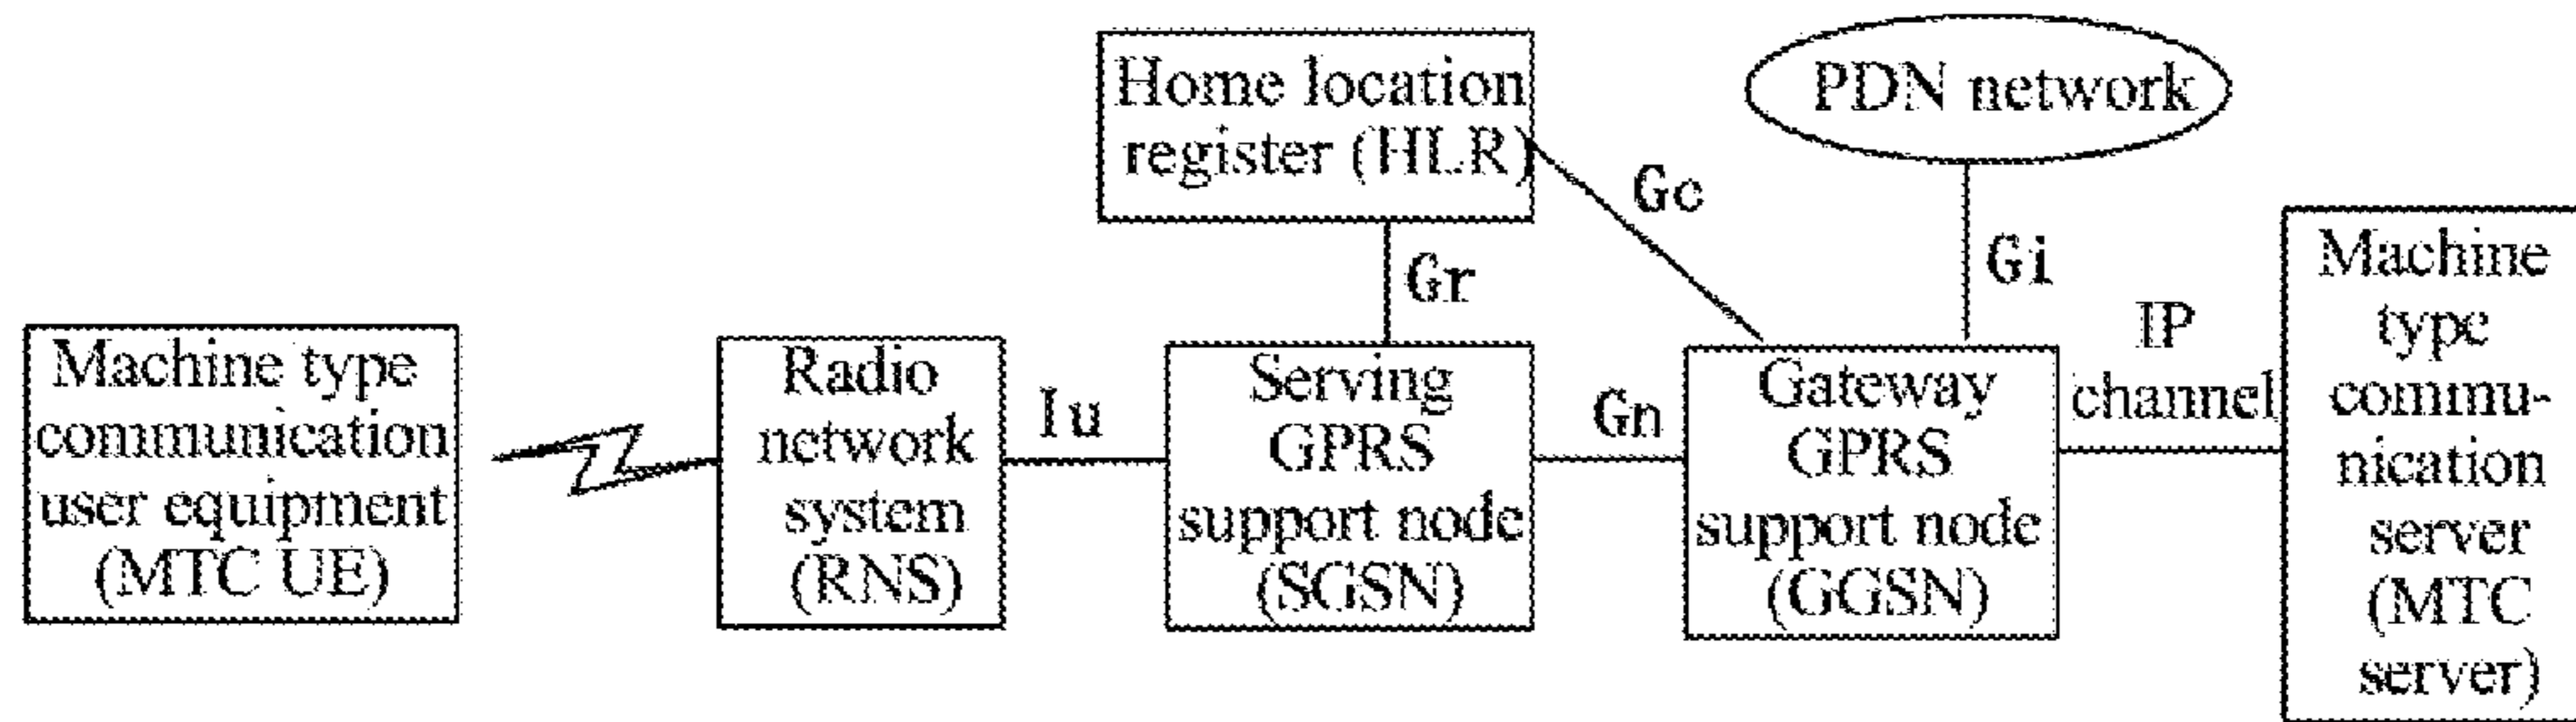 Home location
register (HLR)
PDN network
Gc
Gr
Gi
Machine type
communication
user equipment
(MTC UE)
Radio
network
system
(RNS)
Iu
Serving
GPRS
support node
(SGSN)
Gn
Gateway
GPRS
support node
(GGSN)
IP
channel
Machine
type
commu-
nication
server
(MTC
server)